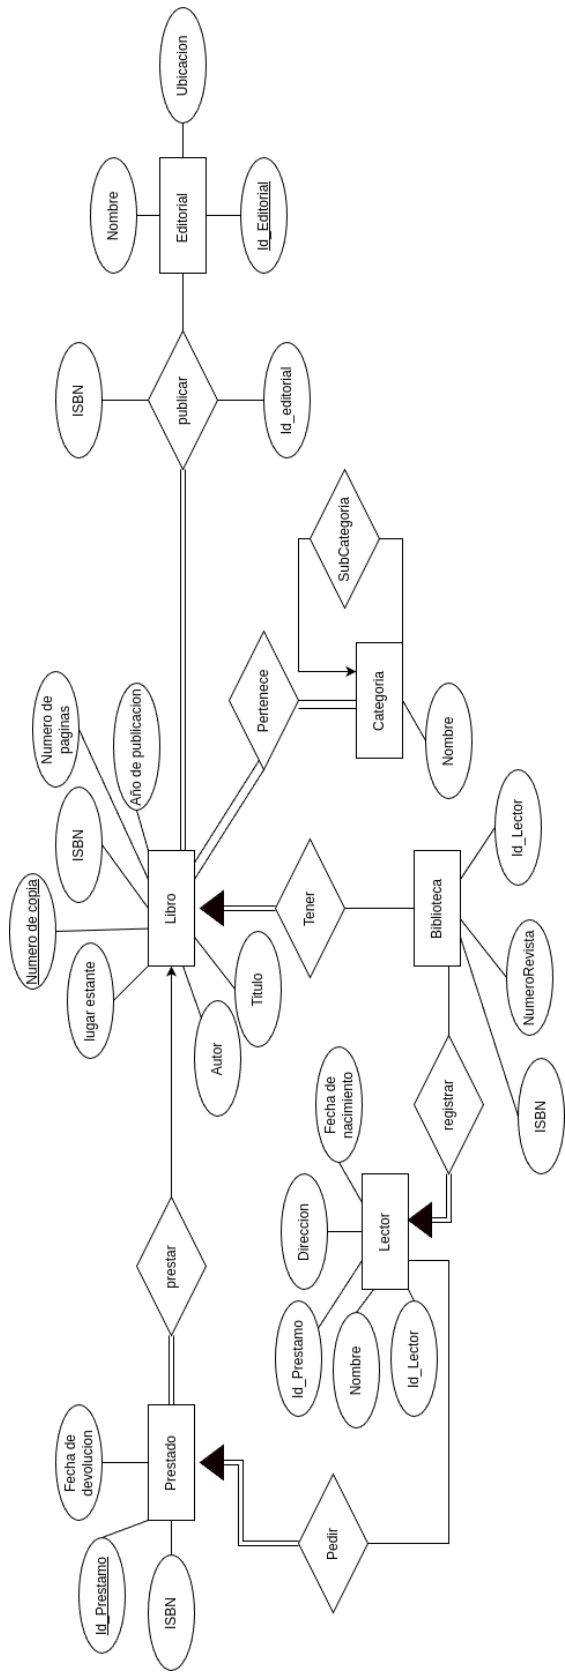 Numero de copia
Numero de
paginas
Fecha de
devolucion
ISBN
ISBN
lugar estante
Id_Prestamo
Nombre
Año de publicacion
ISBN
Prestado
prestar
Libro
publicar
Editorial
Ubicacion
Autor
Titulo
Pertenece
Id_Editorial
Id_editorial
Id_Prestamo
Direccion
Tener
Pedir
Fecha de
nacimiento
SubCategoria
Nombre
Lector
Categoria
Id_Lector
registrar
Biblioteca
Nombre
Id_Lector
NumeroRevista
ISBN